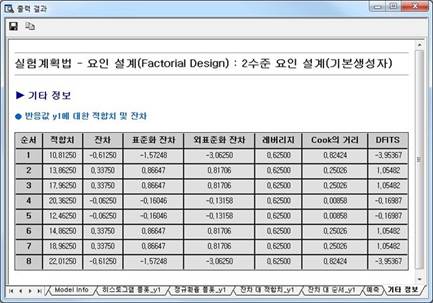 출력 결과
실험계획법 - 요인 설계(Factorial Design) : 2수준 요인 설계(기본생성자)
▶ 기타 정보
● 반응값 y1에 대한 적합치 및 잔차
순서 적합치 잔차 표준화 잔차 외표준화 잔차 레버리지 Cook의 거리 DFITS
1 10,81250 -0,61250 -1,57248 -3,06250 0,62500 0,82424 -3,95367
2 13,86250 0,33750 0,86647 0,81706 0,62500 0,25026 1,05482
3 17,96250 0,33750 0,86647 0,81706 0,62500 0,25026 1,05482
4 20,36250 -0,06250 -0,16046 -0,13158 0,62500 0,00858 -0,16987
5 12,46250 -0,06250 -0,16046 -0,13158 0,62500 0,00858 -0,16987
6 14,86250 0,33750 0,86647 0,81706 0,62500 0,25026 1,05482
7 18,96250 0,33750 0,86647 0,81706 0,62500 0,25026 1,05482
8 22,01250 -0,61250 -1,57248 -3,06250 0,62500 0,82424 -3,95367
Model Info 히스토그램 플롯_y1 정규확률 플롯_y1 잔차 대 적합치_y1 잔차 대 순서_y1 예측 기타 정보